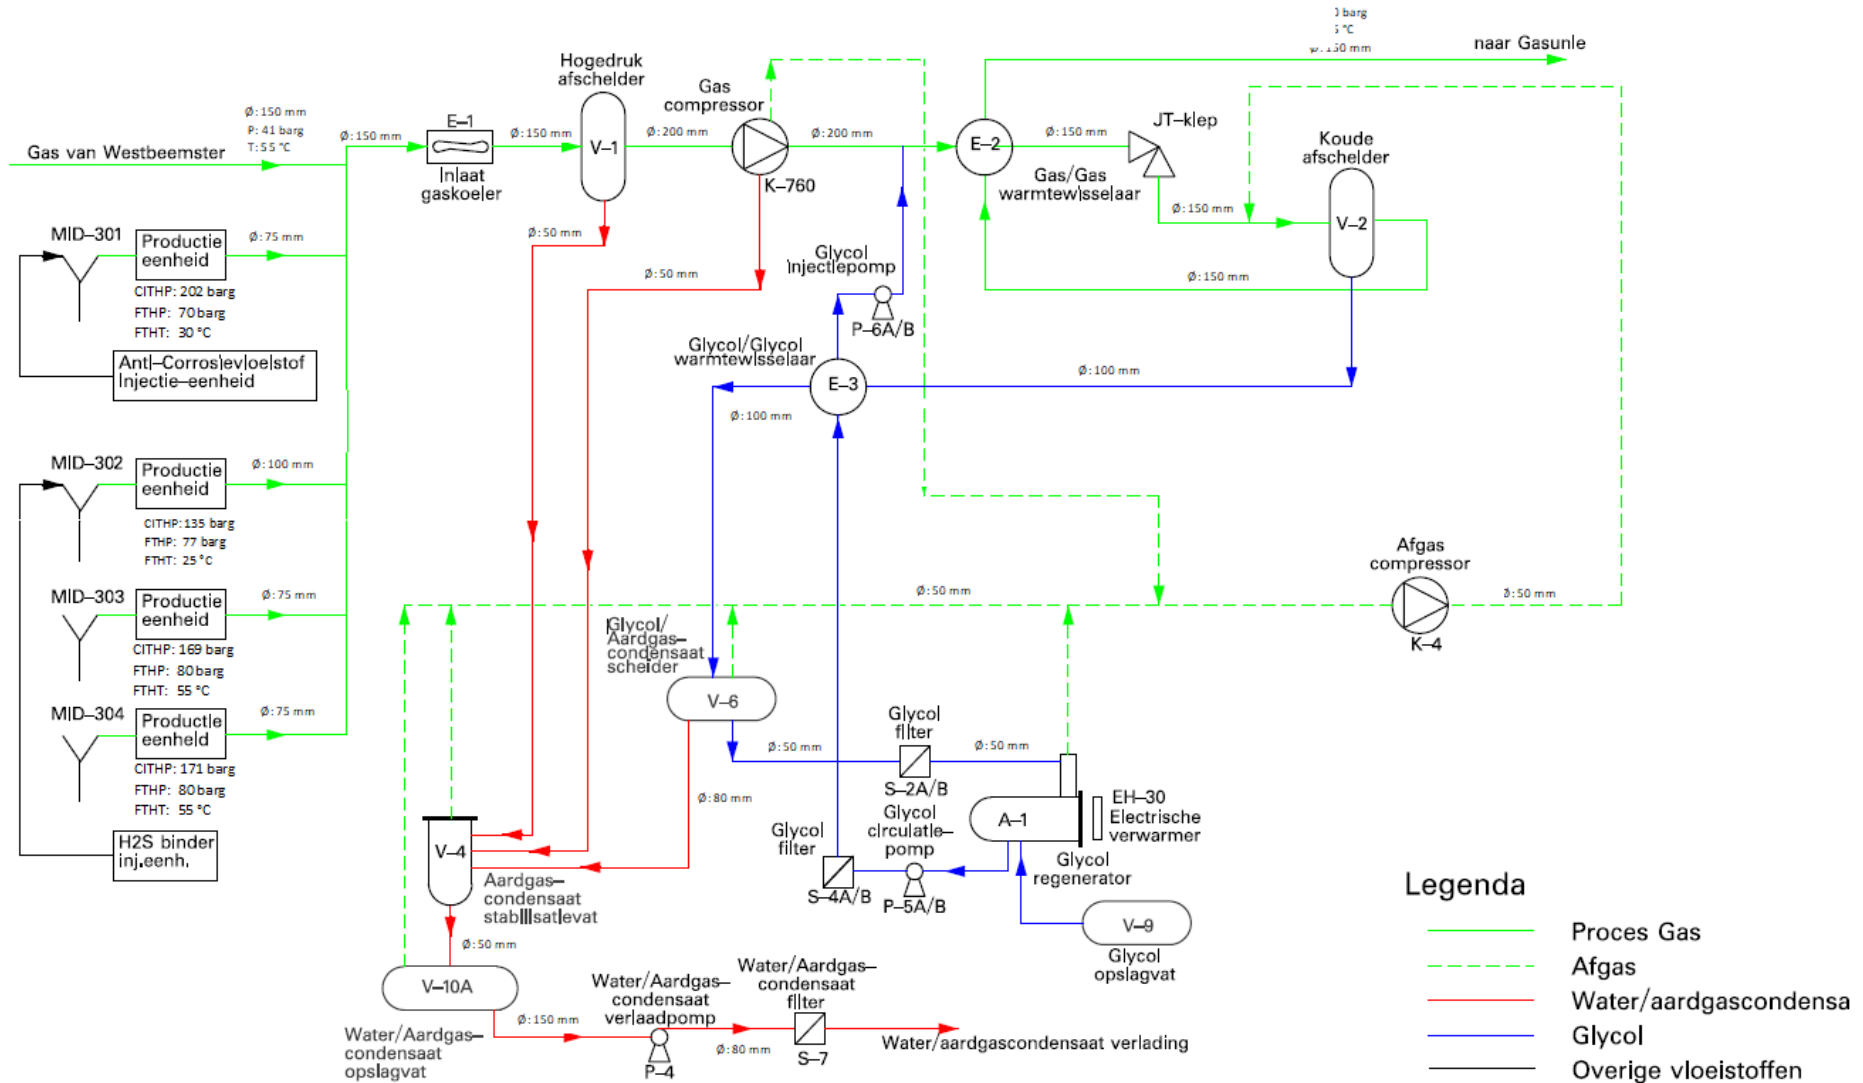 barg
°C
Ø:150 mm
naar Gasunie
Hogedruk
afschelder
Gas
compressor
Ø:150 mm
P: 41 barg
T: 55 °C
Gas van Westbeemster
Ø:150 mm
E-1
Inlaat
gaskoeler
Ø:150 mm
V-1
Ø:200 mm
K-760
Ø:200 mm
E-2
Ø:150 mm
JT-klep
Gas/Gas
warmtewisselaar
Koude
afschelder
V-2
Ø:150 mm
Ø:150 mm
MID-301
Productie
eenheid
Ø:75 mm
CITHP: 202 barg
FTHP: 70 barg
FTHT: 30 °C
Anti-Corrosievloeistof
Injectie-eenheid
Ø:50 mm
Ø:50 mm
Glycol
injectiepomp
P-6A/B
Glycol/Glycol
warmtewisselaar
E-3
Ø:100 mm
Ø:100 mm
MID-302
Productie
eenheid
Ø:100 mm
CITHP: 135 barg
FTHP: 77 barg
FTHT: 25 °C
MID-303
Productie
eenheid
Ø:75 mm
CITHP: 169 barg
FTHP: 80 barg
FTHT: 55 °C
MID-304
Productie
eenheid
Ø:75 mm
CITHP: 171 barg
FTHP: 80 barg
FTHT: 55 °C
H2S binder
inj.eenh.
Ø:50 mm
Afgas
compressor
K-4
Ø:50 mm
Glycol/
Aardgas-
condensaat
scheider
V-6
Ø:50 mm
Glycol
filter
S-2A/B
Ø:50 mm
Ø:80 mm
A-1
EH-30
Electrische
verwarmer
Glycol
regenerator
Glycol
circulatie-
pomp
P-5A/B
Glycol
filter
S-4A/B
V-9
Glycol
opslagvat
V-4
Aardgas-
condensaat
stabilisatievat
Ø:50 mm
V-10A
Water/Aardgas-
condensaat
opslagvat
Ø:150 mm
Water/Aardgas-
condensaat
verlaadpomp
P-4
Ø:80 mm
Water/Aardgas-
condensaat
filter
S-7
Water/aardgascondensaat verlading
Legenda
Proces Gas
Afgas
Water/aardgascondensa
Glycol
Overige vloeistoffen